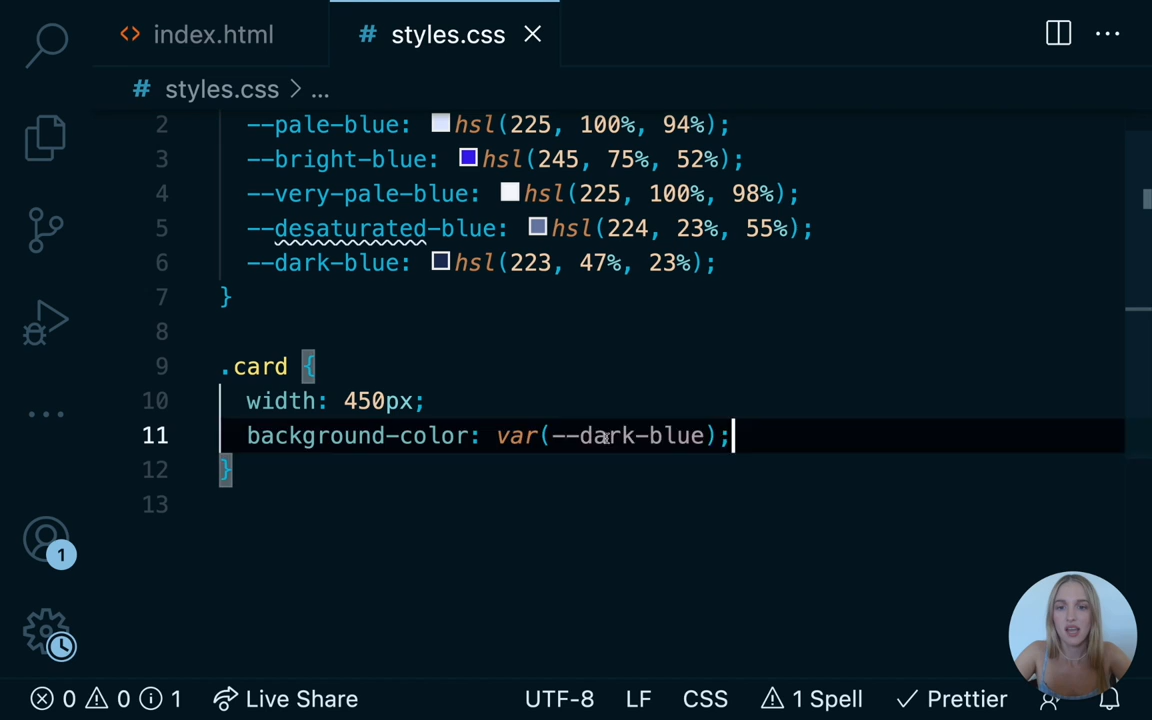 <> index.html # styles.css
# styles.css > ...
2 --pale-blue: hsl(225, 100%, 94%);
3 --bright-blue: hsl(245, 75%, 52%);
4 --very-pale-blue: hsl(225, 100%, 98%);
5 --desaturated-blue: hsl(224, 23%, 55%);
6 --dark-blue: hsl(223, 47%, 23%);
7 }
8
9 .card {
10 width: 450px;
11 background-color: var(--dark-blue);
12 }
13
1
0 0 1 Live Share UTF-8 LF CSS 1 Spell Prettier